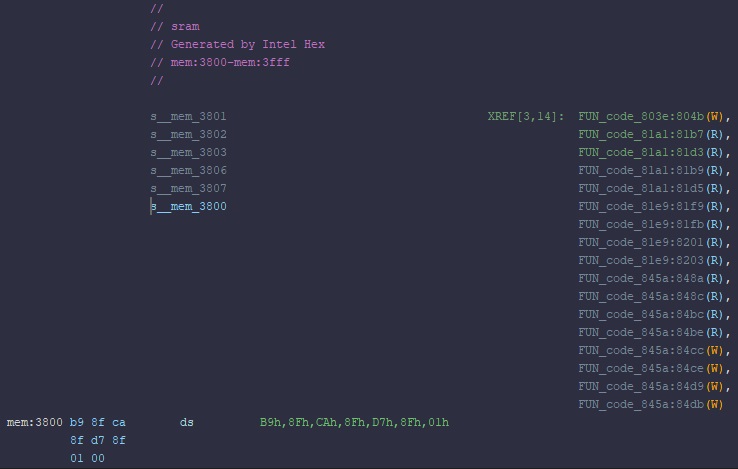 //
// sram
// Generated by Intel Hex
// mem:3800-mem:3fff
//
s__mem_3801 XREF[3,14]: FUN_code_803e:804b(W),
s__mem_3802 FUN_code_81a1:81b7(R),
s__mem_3803 FUN_code_81a1:81d3(R),
s__mem_3806 FUN_code_81a1:81b9(R),
s__mem_3807 FUN_code_81a1:81d5(R),
s__mem_3800 FUN_code_81e9:81f9(R),
FUN_code_81e9:81fb(R),
FUN_code_81e9:8201(R),
FUN_code_81e9:8203(R),
FUN_code_845a:848a(R),
FUN_code_845a:848c(R),
FUN_code_845a:84bc(R),
FUN_code_845a:84be(R),
FUN_code_845a:84cc(W),
FUN_code_845a:84ce(W),
FUN_code_845a:84d9(W),
FUN_code_845a:84db(W)
mem:3800 b9 8f ca ds B9h,8Fh,CAh,8Fh,D7h,8Fh,01h
8f d7 8f
01 00